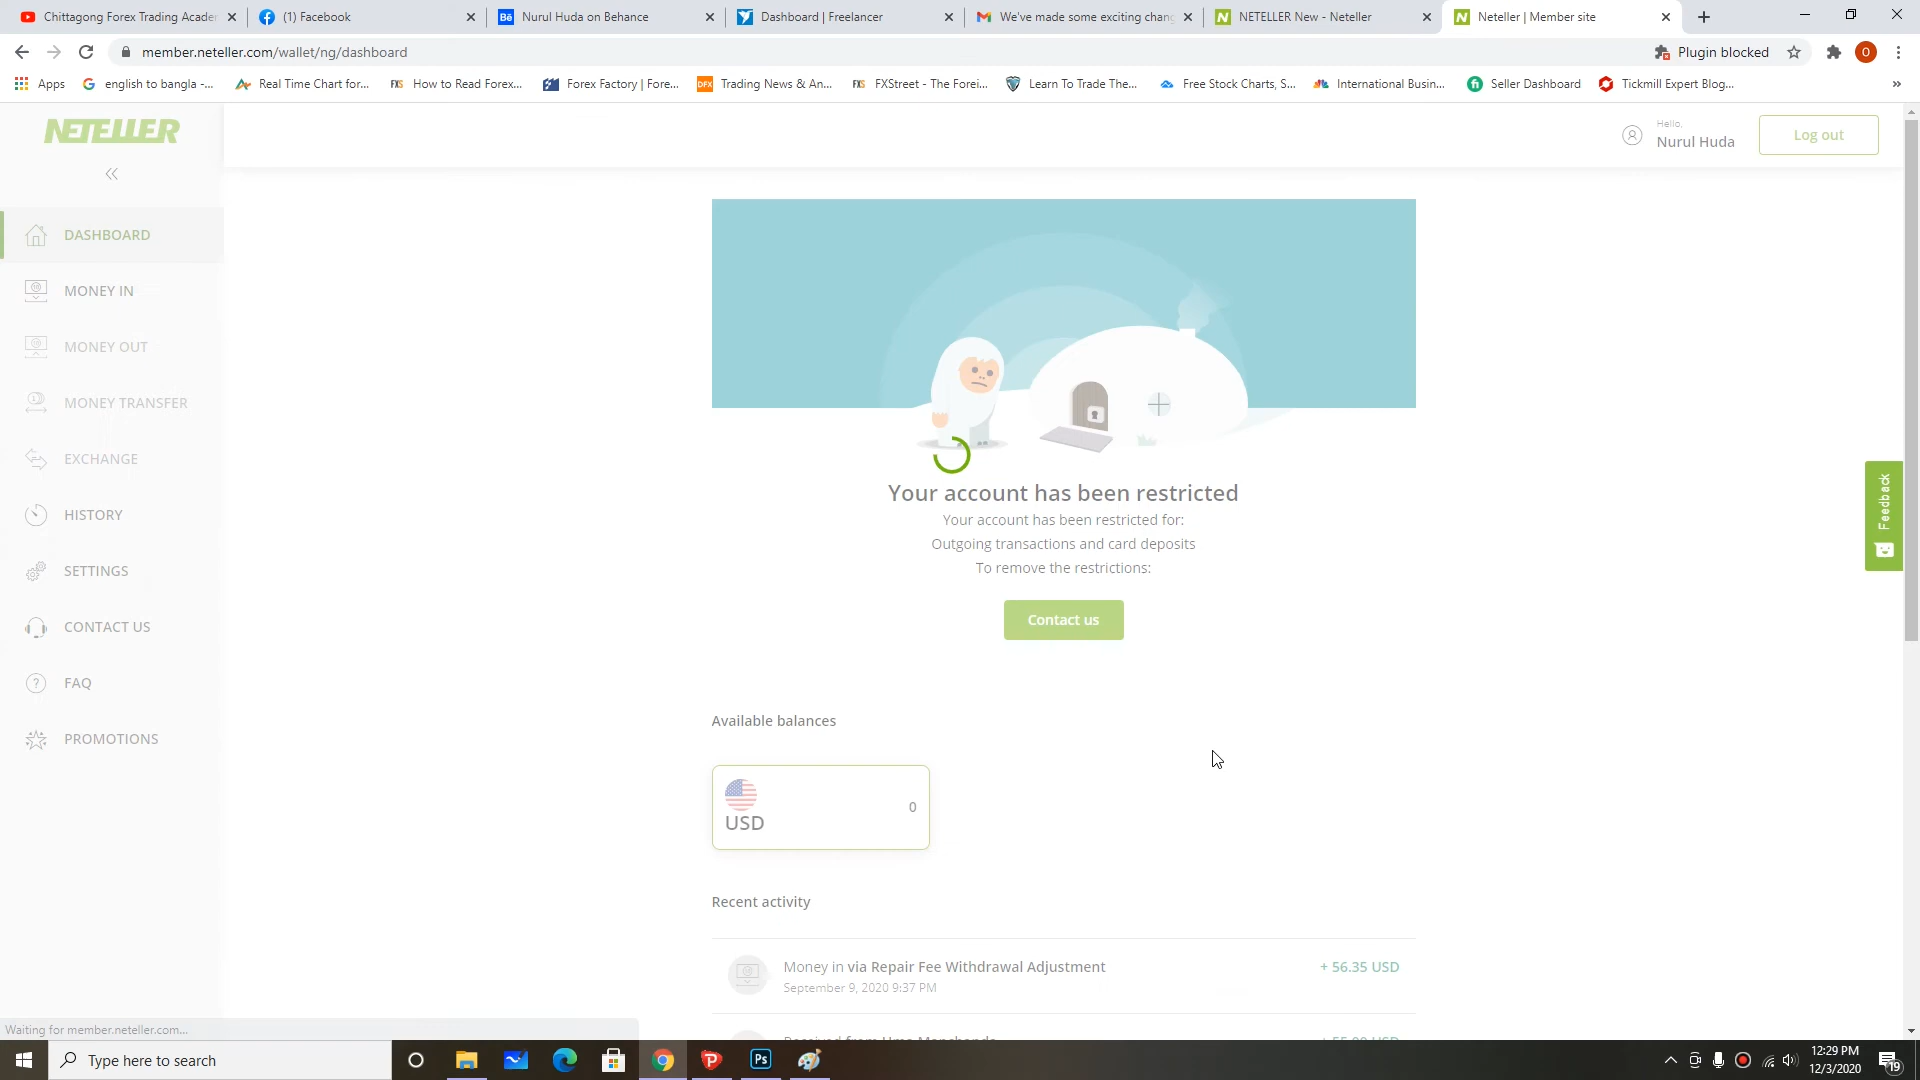 Chittagong Forex Trading Acader
(1) Facebook
Nurul Huda on Behance
Dashboard | Freelancer
We've made some exciting chang
NETELLER New - Neteller
Neteller | Member site
member.neteller.com/wallet/ng/dashboard
Plugin blocked
O
Apps
english to bangla -...
Real Time Chart for...
How to Read Forex...
Forex Factory | Fore...
Trading News & An...
FXStreet - The Forei...
Learn To Trade The...
Free Stock Charts, S...
International Busin...
Seller Dashboard
Tickmill Expert Blog...
»
NETELLER
Hello,
Nurul Huda
Log out
DASHBOARD
MONEY IN
MONEY OUT
MONEY TRANSFER
EXCHANGE
HISTORY
SETTINGS
CONTACT US
FAQ
PROMOTIONS
Your account has been restricted
Your account has been restricted for:
Outgoing transactions and card deposits
To remove the restrictions:
Contact us
Feedback
Available balances
USD
0
Recent activity
Money in via Repair Fee Withdrawal Adjustment
+ 56.35 USD
September 9, 2020 9:37 PM
Waiting for member.neteller.com...
Type here to search
12:29 PM
12/3/2020
19